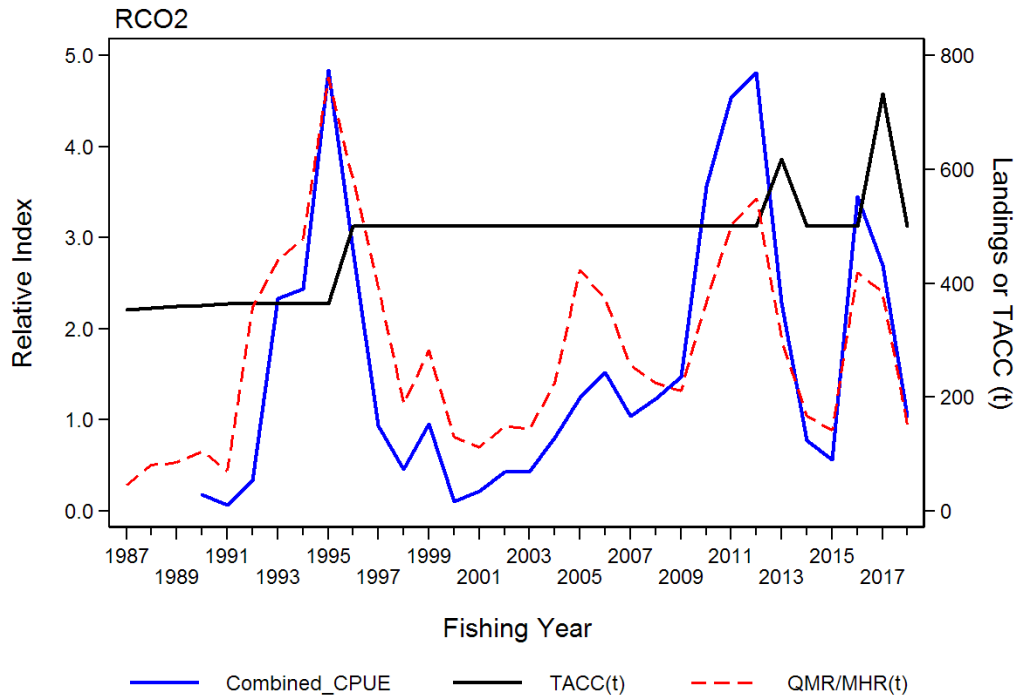 RCO2
5.0
4.0
3.0
2.0
1.0
0.0
Relative Index
800
600
400
200
0
Landings or TACC (t)
1987 1991 1995 1999 2003 2007 2011 2015
1989 1993 1997 2001 2005 2009 2013 2017
Fishing Year
Combined_CPUE TACC(t) QMR/MHR(t)